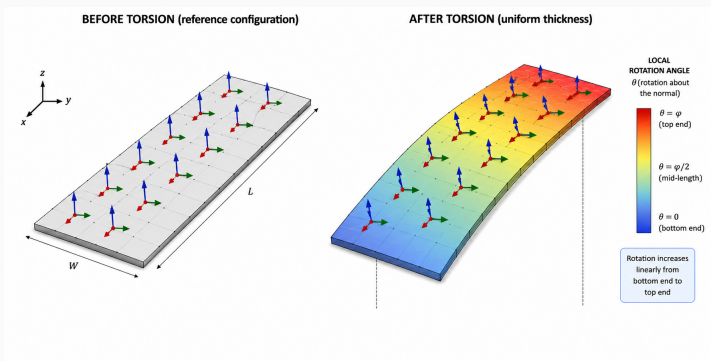 BEFORE TORSION (reference configuration)
AFTER TORSION (uniform thickness)
z
y
x
L
W
LOCAL
ROTATION ANGLE
θ (rotation about
the normal)
θ = φ
(top end)
θ = φ/2
(mid-length)
θ = 0
(bottom end)
Rotation increases
linearly from
bottom end to
top end